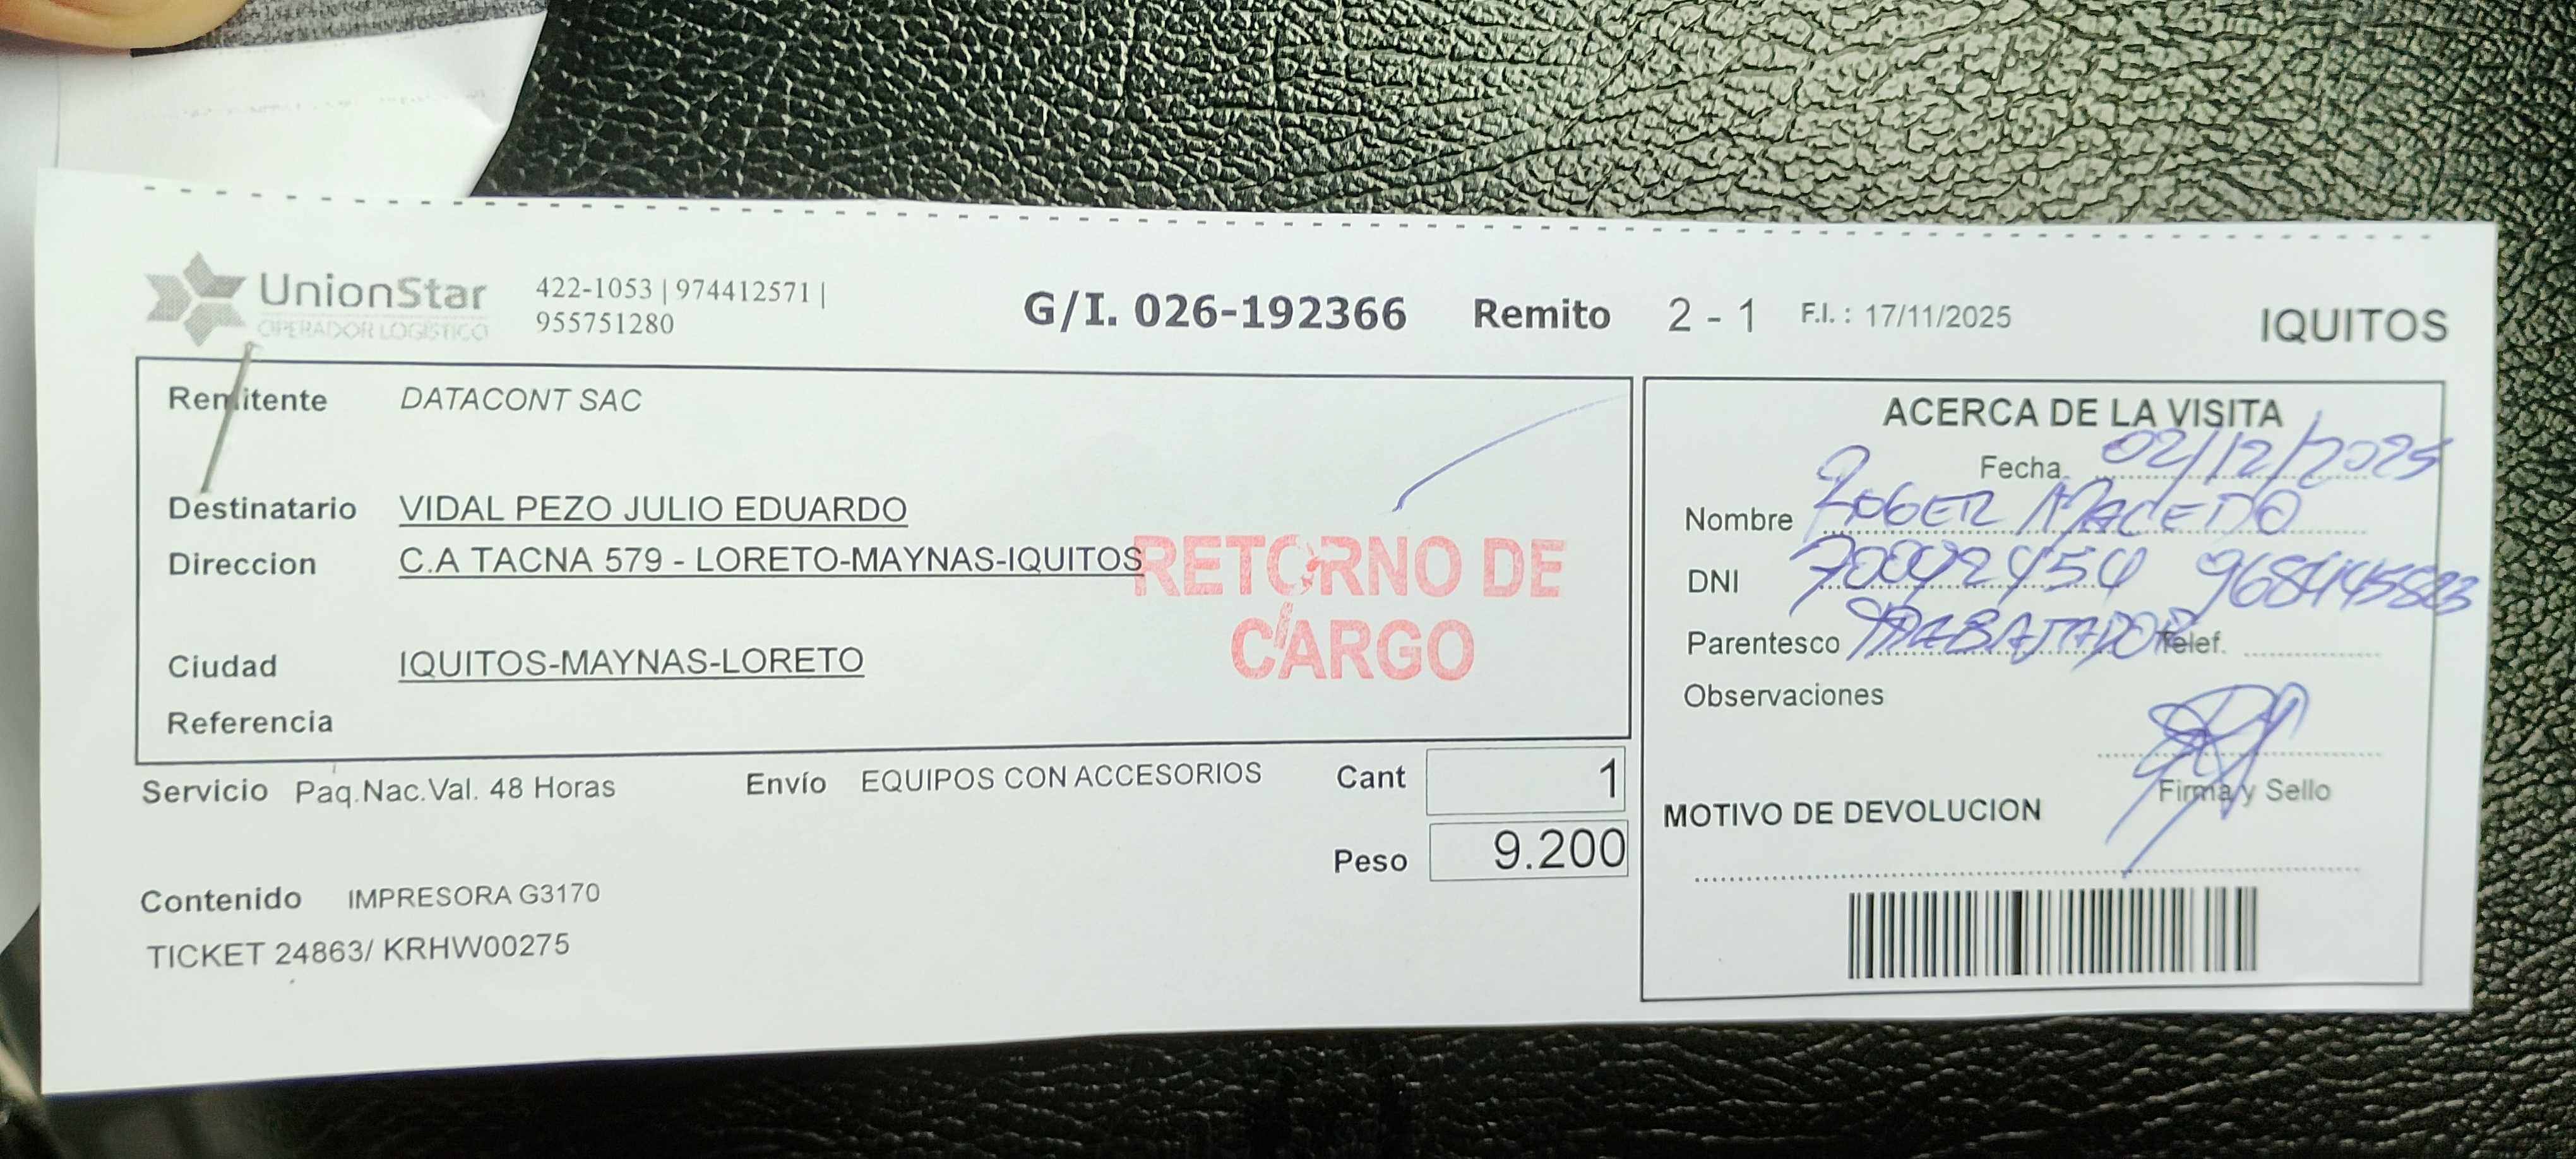 UnionStar
OPERADOR LOGÍSTICO
422-1053 | 974412571 |
955751280
G/I. 026-192366 Remito 2 - 1 F.I. : 17/11/2025
IQUITOS
Remitente DATACONT SAC
Destinatario VIDAL PEZO JULIO EDUARDO
Direccion C.A TACNA 579 - LORETO-MAYNAS-IQUITOS
Ciudad IQUITOS-MAYNAS-LORETO
Referencia
RETORNO DE
CARGO
Servicio Paq.Nac.Val. 48 Horas Envío EQUIPOS CON ACCESORIOS Cant 1
Peso 9.200
Contenido IMPRESORA G3170
TICKET 24863/ KRHW00275
ACERCA DE LA VISITA
Fecha 02/12/2025
Nombre ROGER MACEDO
DNI
Parentesco TRABAJADOR Telef.
Observaciones
Firma y Sello
MOTIVO DE DEVOLUCION